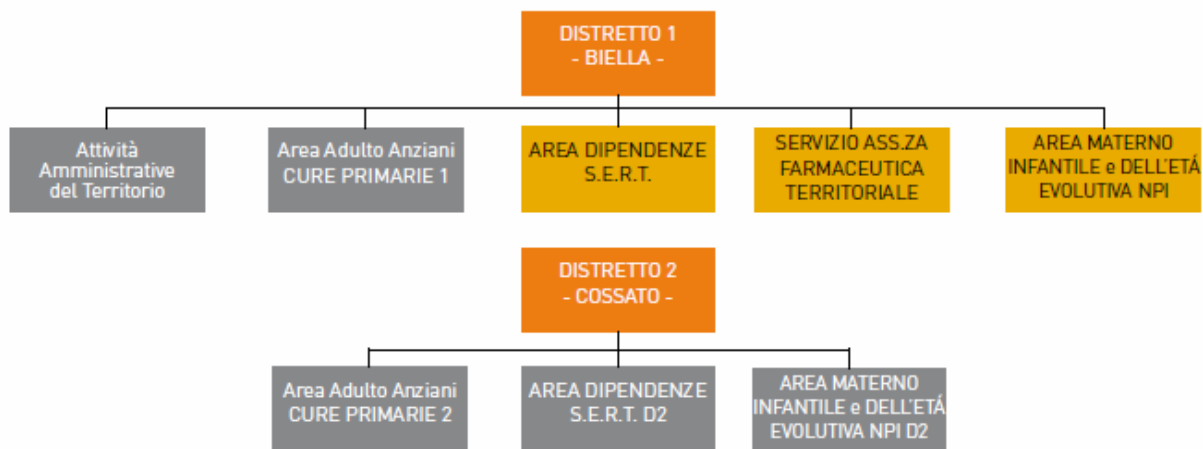 DISTRETTO 1
- BIELLA -
Attività
Amministrative
del Territorio
Area Adulto Anziani
CURE PRIMARIE 1
AREA DIPENDENZE
S.E.R.T.
SERVIZIO ASS.ZA
FARMACEUTICA
TERRITORIALE
AREA MATERNO
INFANTILE e DELL'ETÁ
EVOLUTIVA NPI
DISTRETTO 2
- COSSATO -
Area Adulto Anziani
CURE PRIMARIE 2
AREA DIPENDENZE
S.E.R.T. D2
AREA MATERNO
INFANTILE e DELL'ETÁ
EVOLUTIVA NPI D2